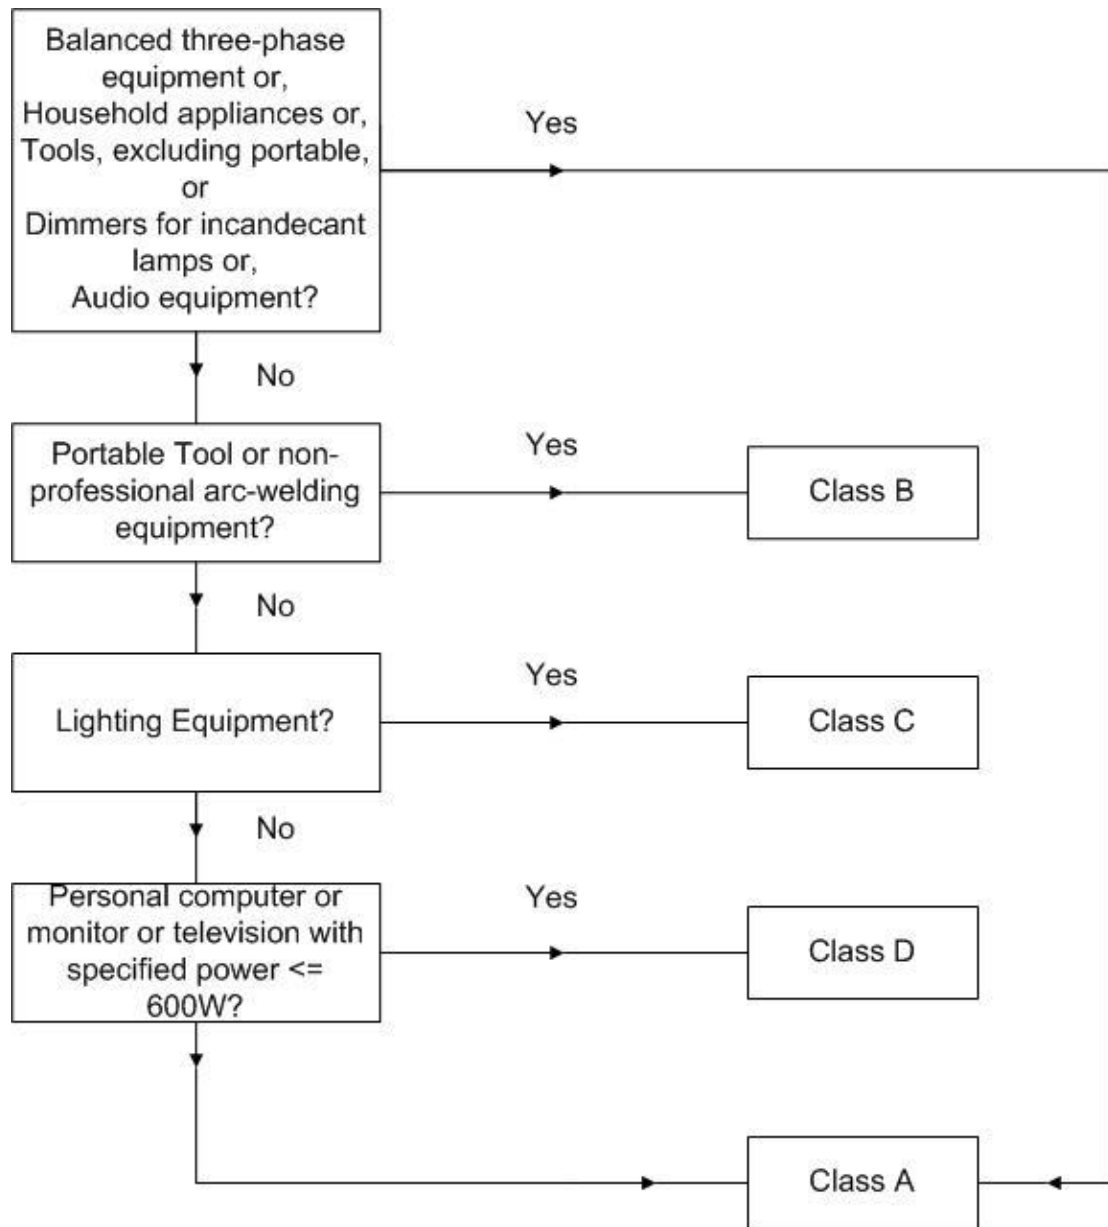 Balanced three-phase
equipment or,
Household appliances or,
Tools, excluding portable,
or
Dimmers for incandecant
lamps or,
Audio equipment?
Yes
No
Portable Tool or non-
professional arc-welding
equipment?
Yes
Class B
No
Lighting Equipment?
Yes
Class C
No
Personal computer or
monitor or television with
specified power <=
600W?
Yes
Class D
Class A